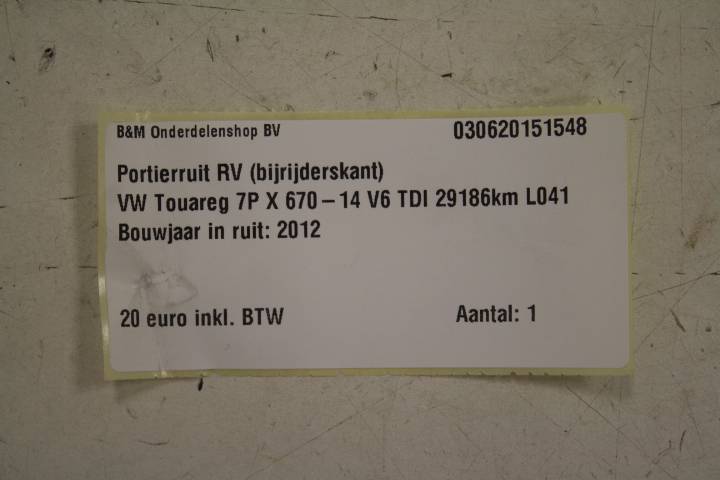 B&M Onderdelenshop BV 030620151548
Portierruit RV (bijrijderskant)
VW Touareg 7P X 670 – 14 V6 TDI 29186km L041
Bouwjaar in ruit: 2012
20 euro inkl. BTW Aantal: 1